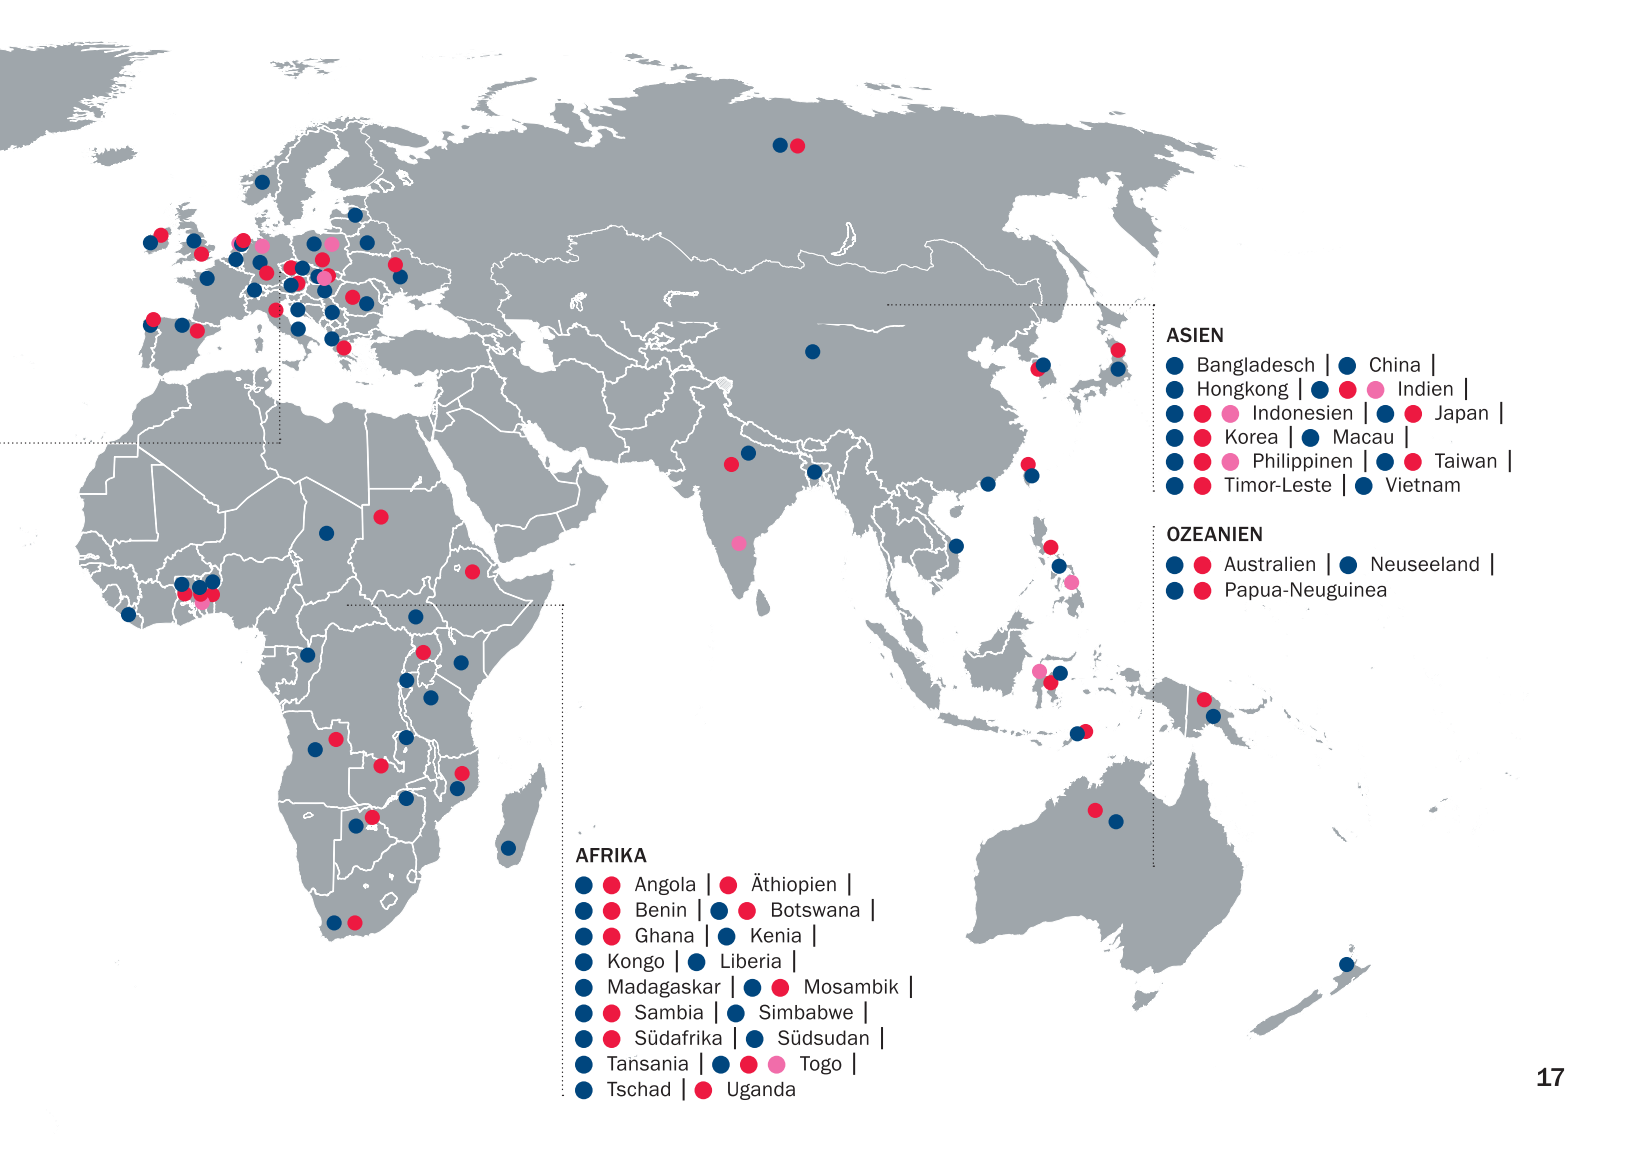 ASIEN
Bangladesch | China |
Hongkong | Indien |
Indonesien | Japan |
Korea | Macau |
Philippinen | Taiwan |
Timor-Leste | Vietnam
OZEANIEN
Australien | Neuseeland |
Papua-Neuguinea
AFRIKA
Angola | Äthiopien |
Benin | Botswana |
Ghana | Kenia |
Kongo | Liberia |
Madagaskar | Mosambik |
Sambia | Simbabwe |
Südafrika | Südsudan |
Tansania | Togo |
Tschad | Uganda
17